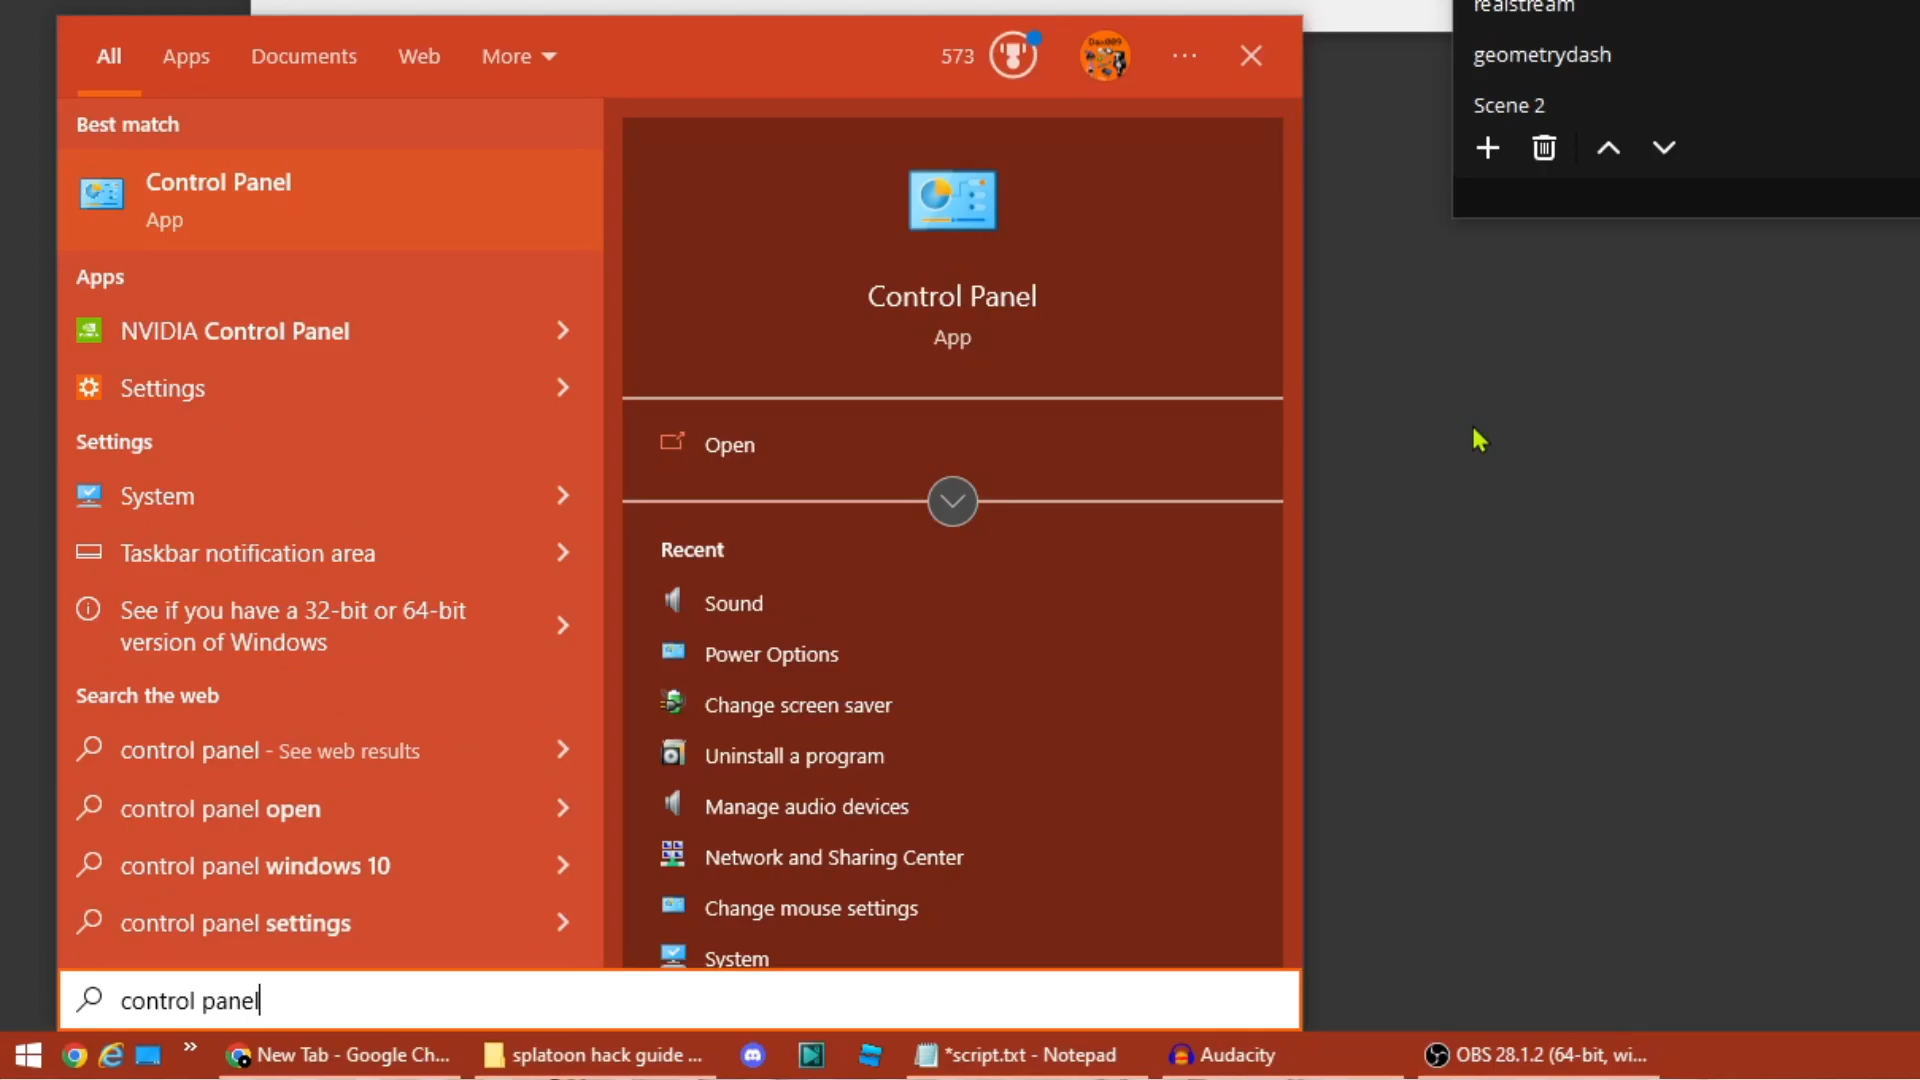 All
Apps
Documents
Web
More
573
realstream
geometrydash
Scene 2
Best match
Control Panel
App
Apps
NVIDIA Control Panel
Settings
Settings
System
Taskbar notification area
See if you have a 32-bit or 64-bit
version of Windows
Search the web
control panel - See web results
control panel open
control panel windows 10
control panel settings
Control Panel
App
Open
Recent
Sound
Power Options
Change screen saver
Uninstall a program
Manage audio devices
Network and Sharing Center
Change mouse settings
System
control panel
New Tab - Google Ch...
splatoon hack guide ...
*script.txt - Notepad
Audacity
OBS 28.1.2 (64-bit, wi...